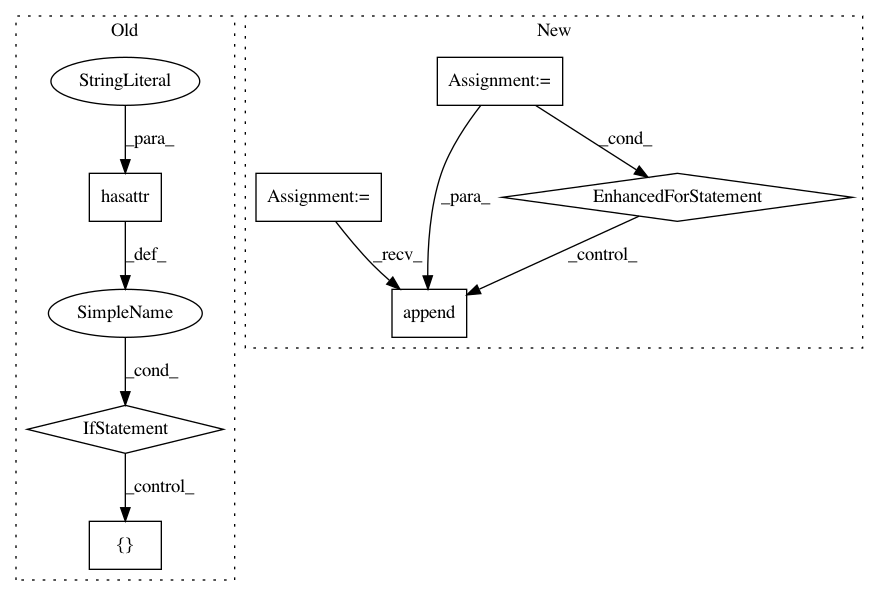 Old
New
StringLiteral
Assignment:=
_para_
_cond_
hasattr
Assignment:=
_para_
EnhancedForStatement
_def_
_recv_
_control_
SimpleName
append
_cond_
IfStatement
_control_
{}